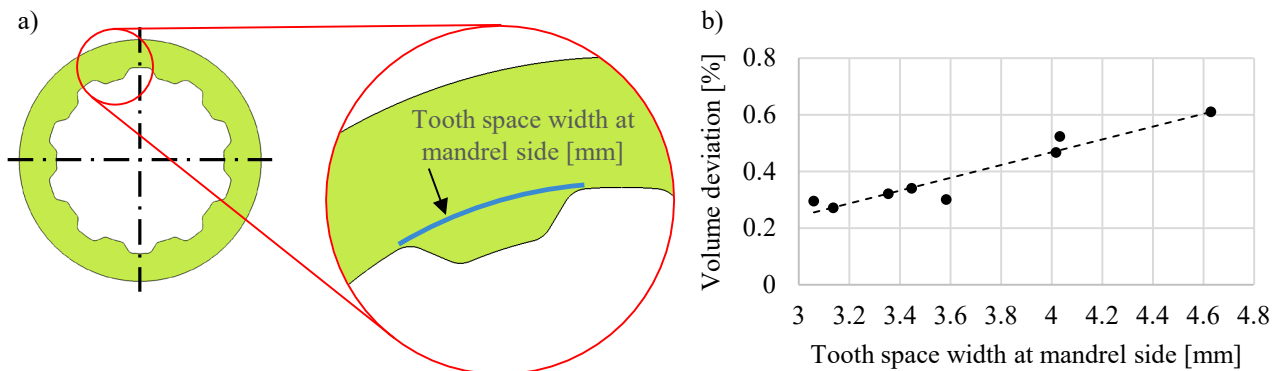 a)
Tooth space width at
mandrel side [mm]
b)
Volume deviation [%]
0.8
0.6
0.4
0.2
0
3 3.2 3.4 3.6 3.8 4 4.2 4.4 4.6 4.8
Tooth space width at mandrel side [mm]